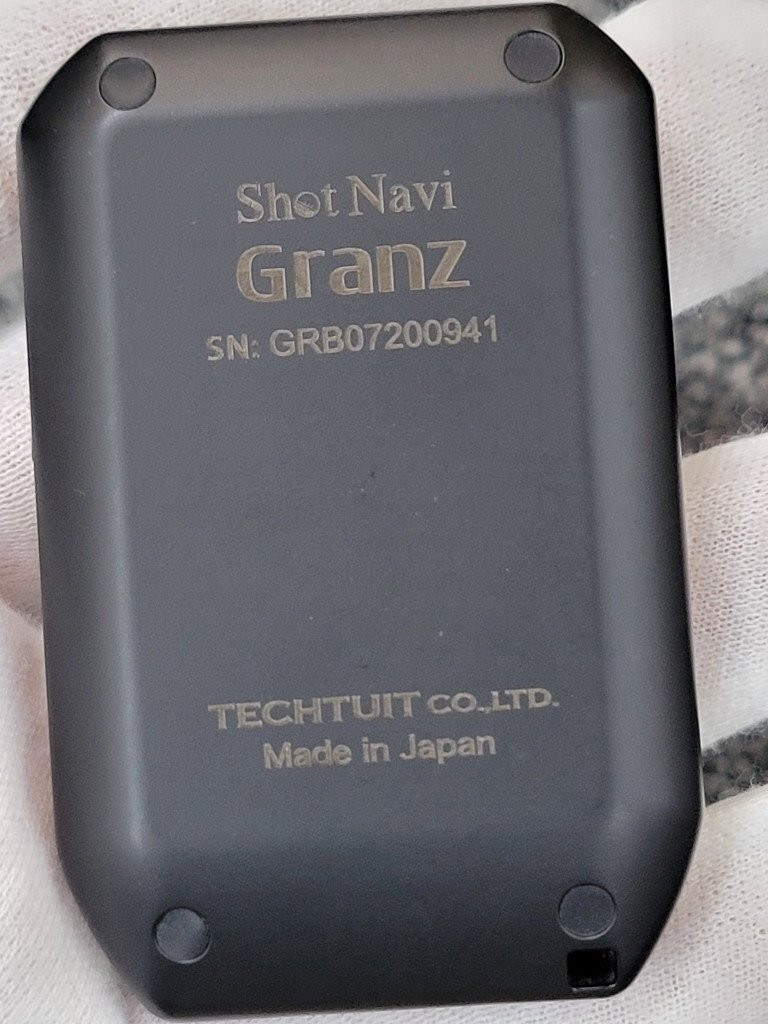 Shot Navi
Granz
SN: GRB07200941
TECHTUIT CO.,LTD.
Made in Japan